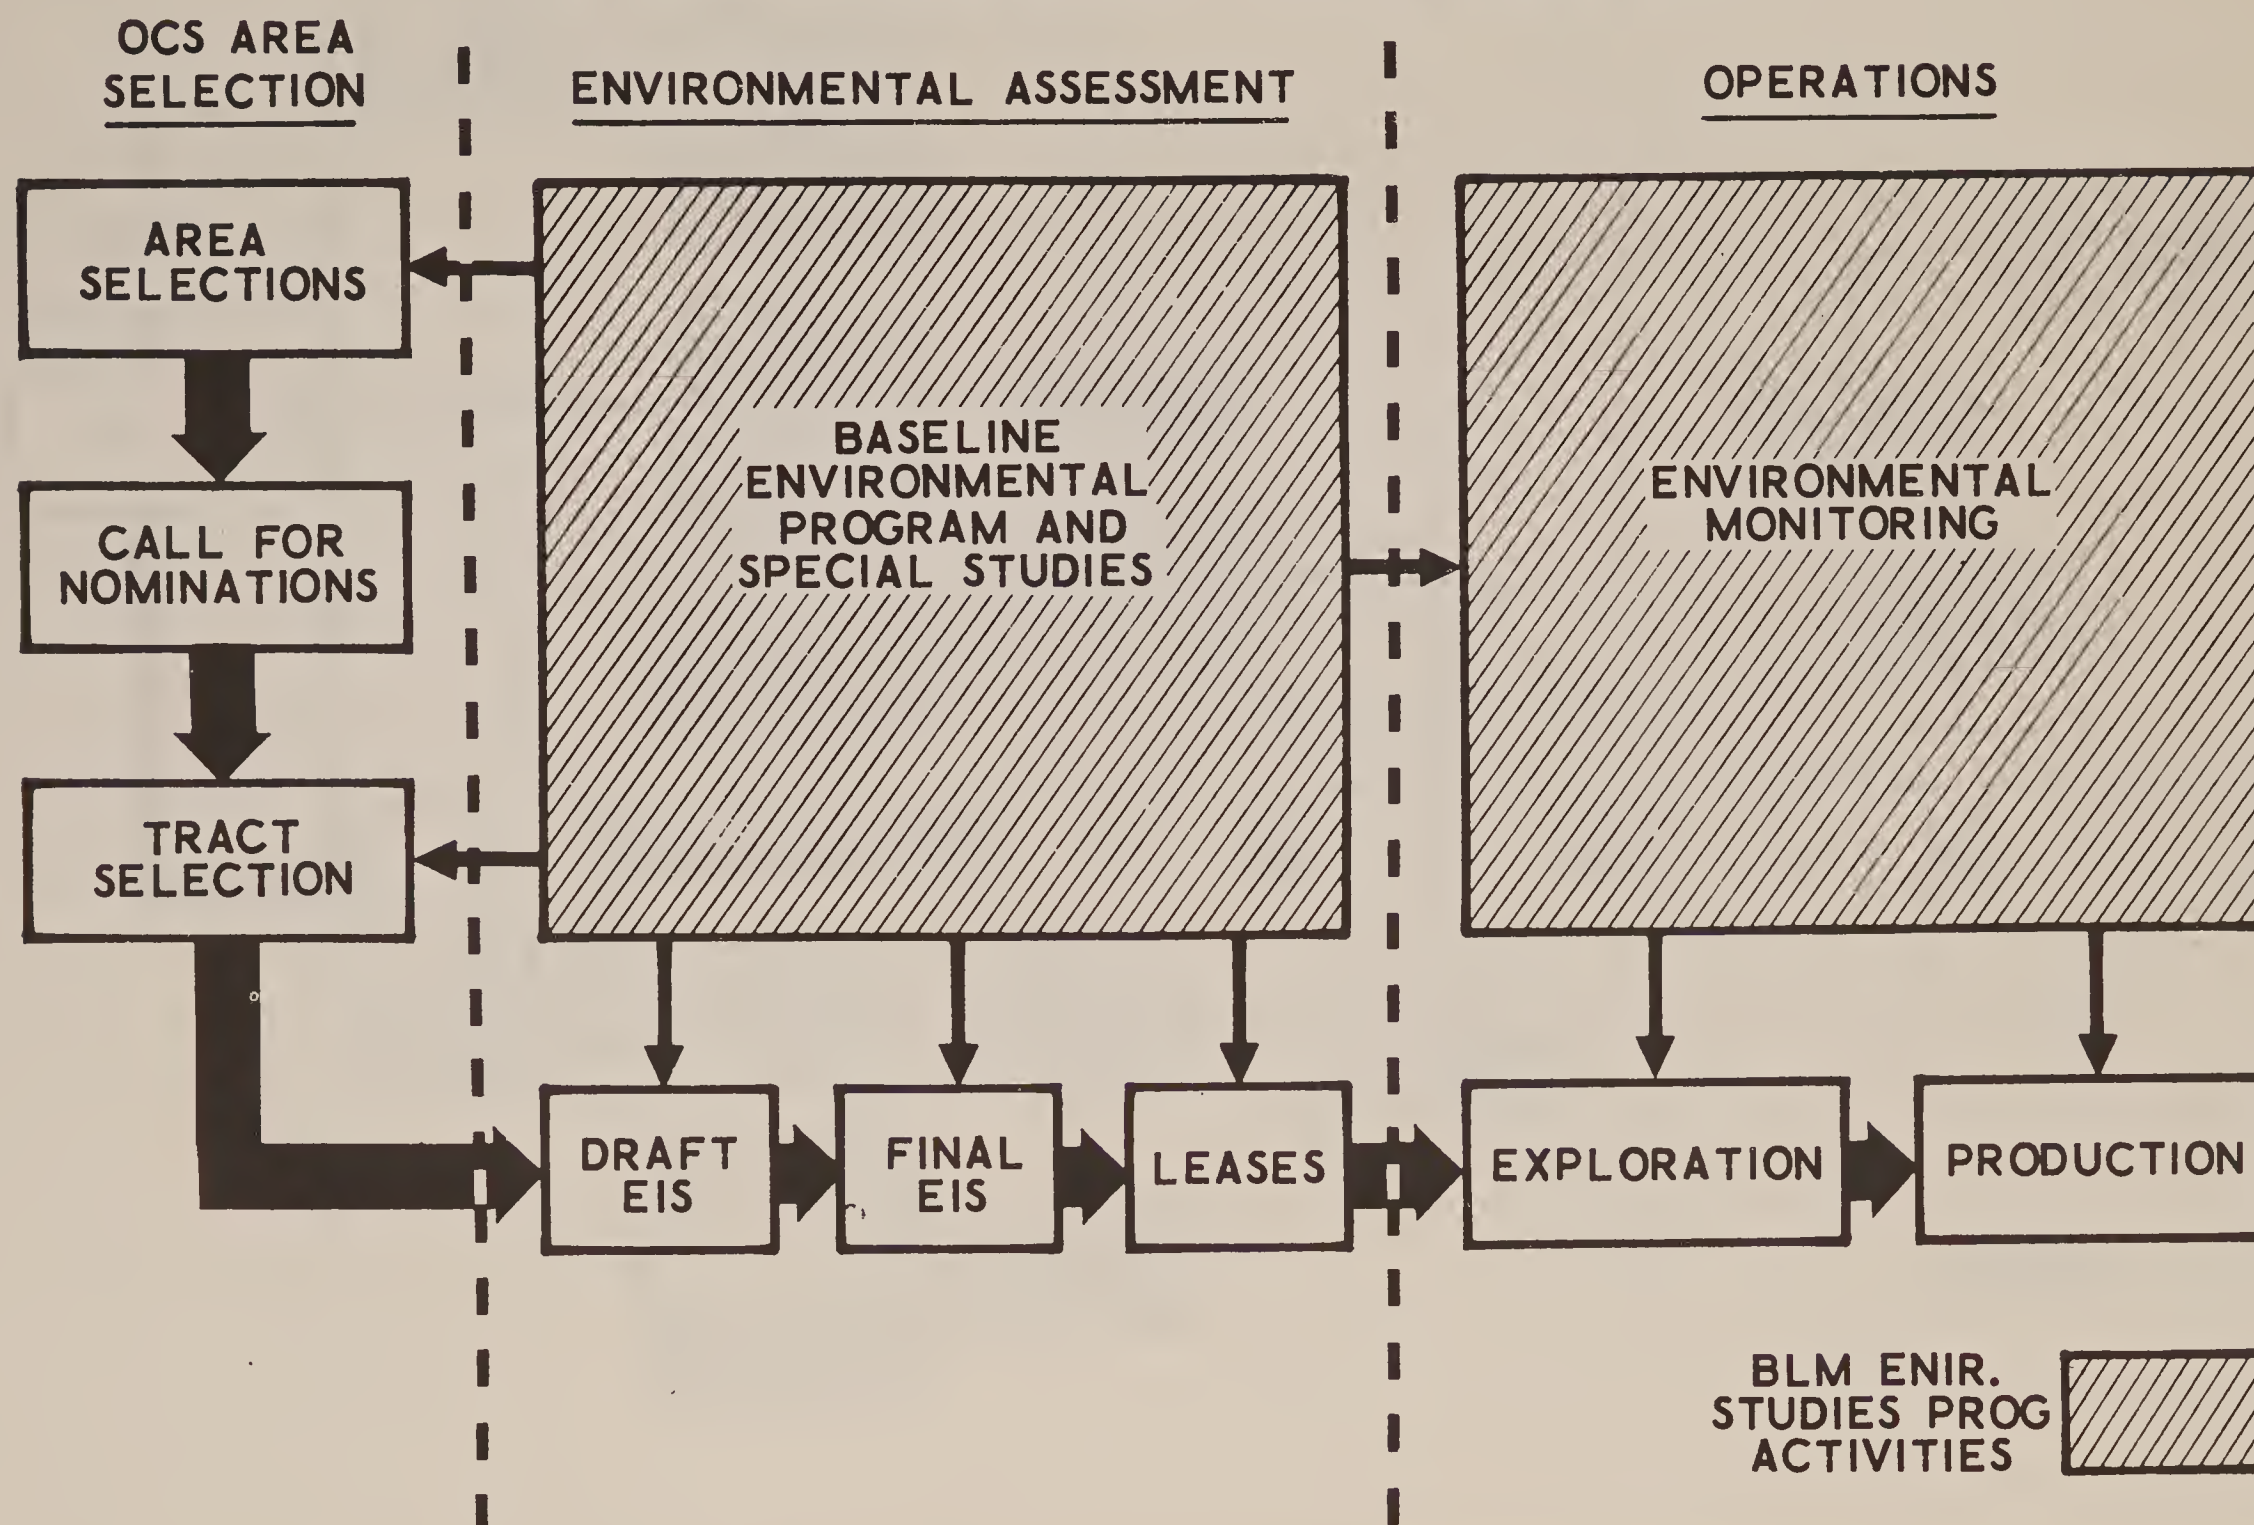 OCS AREA
SELECTION
ENVIRONMENTAL ASSESSMENT
OPERATIONS
AREA
SELECTIONS
CALL FOR
NOMINATIONS
TRACT
SELECTION
BASELINE
ENVIRONMENTAL
PROGRAM AND
SPECIAL STUDIES
ENVIRONMENTAL
MONITORING
DRAFT
EIS
FINAL
EIS
LEASES
EXPLORATION
PRODUCTION
BLM ENIR.
STUDIES PROG
ACTIVITIES